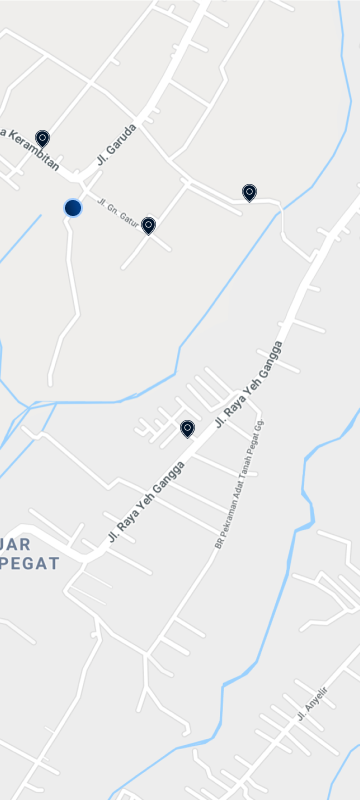 a Kerambitan
Jl. Garuda
Jl. Gn. Gatur
Jl. Raya Yeh Gangga
BR Pekraman Adat Tanah Pegat Gg.
Jl. Raya Yeh Gangga
JAR
PEGAT
Jl. Anyelir